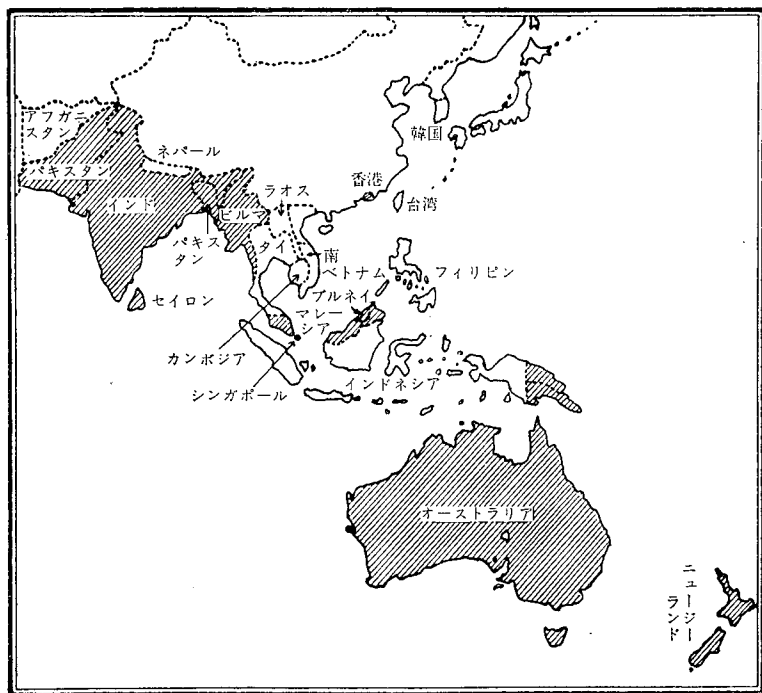 アフガニ
スタン
ネパール
パキスタン
インド
ビルマ
パキス
タン
セイロン
ラオス
タイ
南
ベトナム
カンボジア
シンガポール
マレー
シア
ブルネイ
インドネシア
フィリピン
香港
台湾
韓国
オーストラリア
ニュージー
ランド